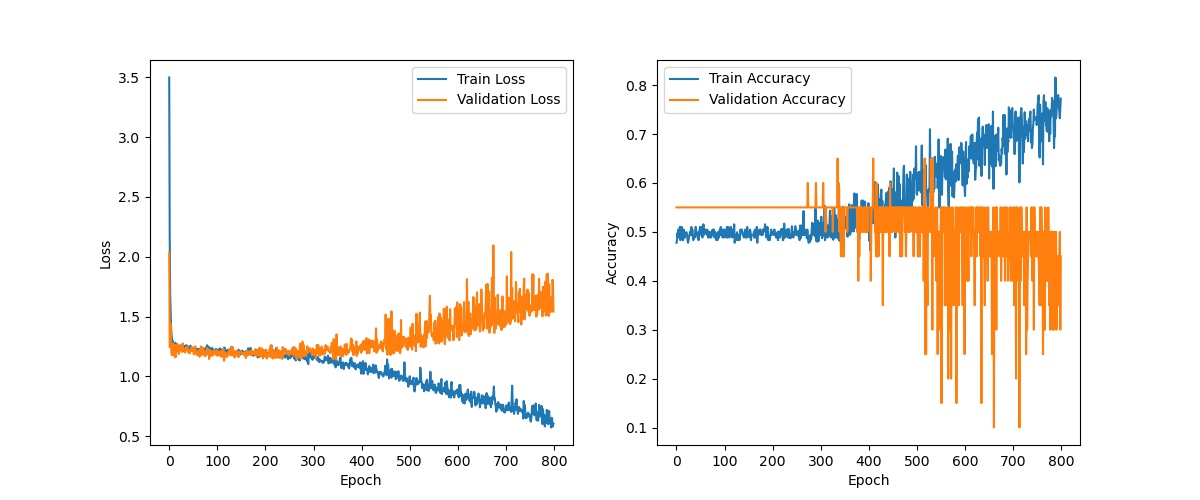 Train Loss
Validation Loss
3.5
3.0
2.5
2.0
1.5
1.0
0.5
Loss
0 100 200 300 400 500 600 700 800
Epoch
Train Accuracy
Validation Accuracy
0.8
0.7
0.6
0.5
0.4
0.3
0.2
0.1
Accuracy
0 100 200 300 400 500 600 700 800
Epoch